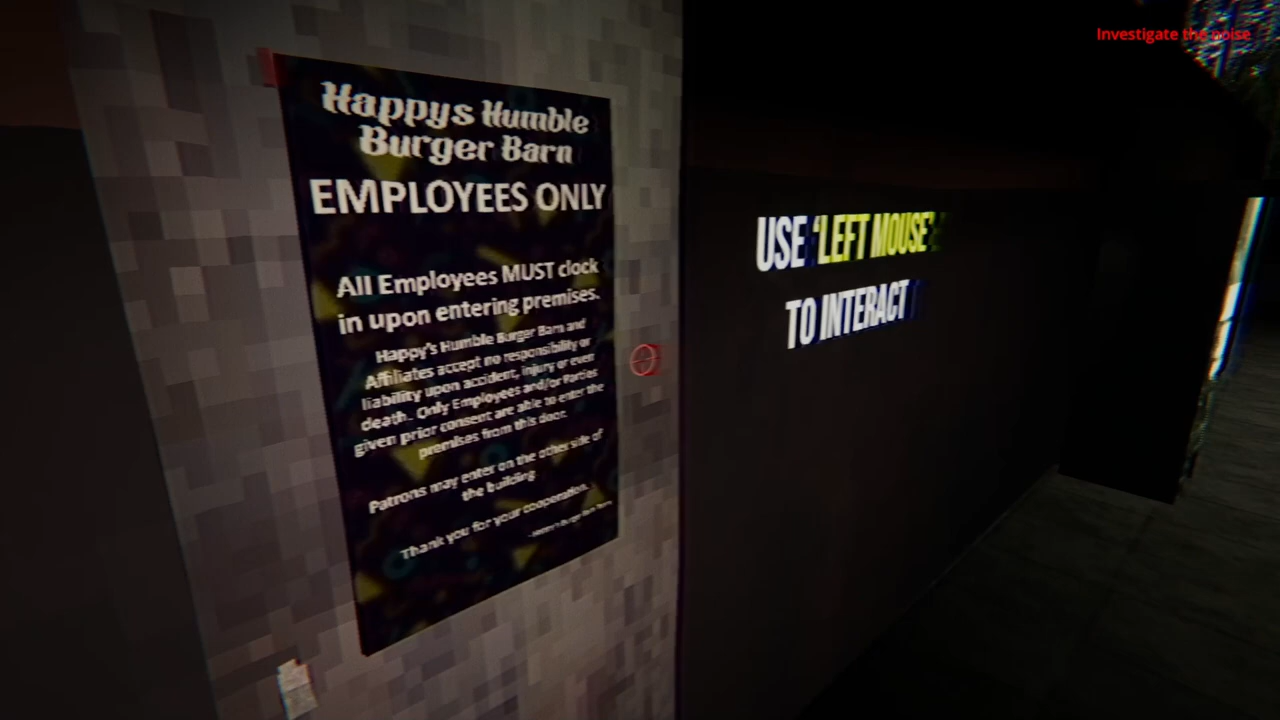 Investigate the noise
Happys Humble
Burger Barn
EMPLOYEES ONLY
All Employees MUST clock
in upon entering premises.
Happy's Humble Burger Barn and
Affiliates accept no responsibility or
liability upon accident, injury or even
death. Only Employees and/or Parties
given prior consent are able to enter the
premises from this door.
Patrons may enter on the other side of
the building.
Thank you for your cooperation.
USE 'LEFT MOUSE'
TO INTERACT